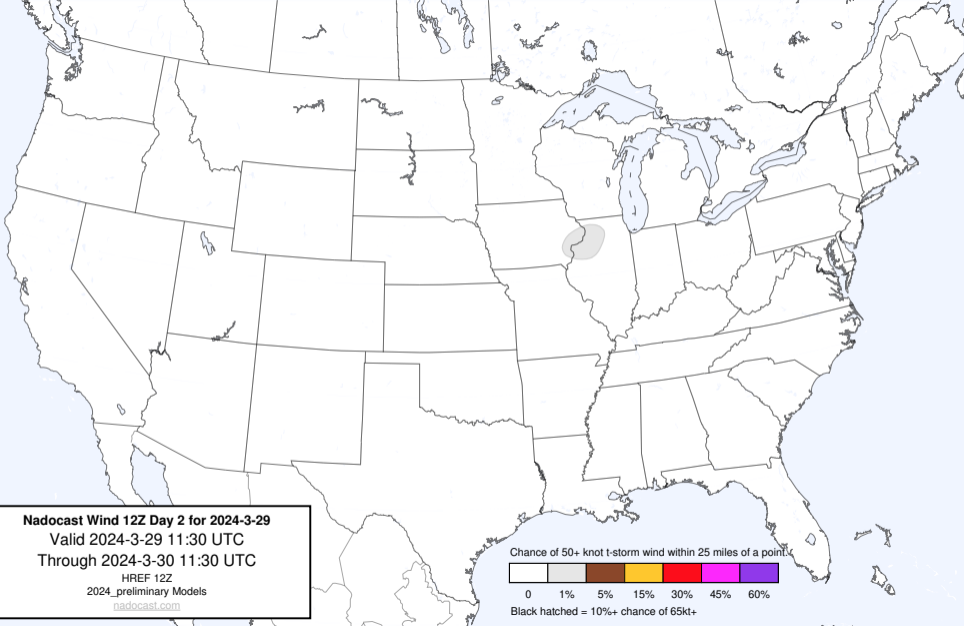 Nadocast Wind 12Z Day 2 for 2024-3-29
Valid 2024-3-29 11:30 UTC
Through 2024-3-30 11:30 UTC
HREF 12Z
2024_preliminary Models
nadocast.com
Chance of 50+ knot t-storm wind within 25 miles of a point.
0 1% 5% 15% 30% 45% 60%
Black hatched = 10%+ chance of 65kt+